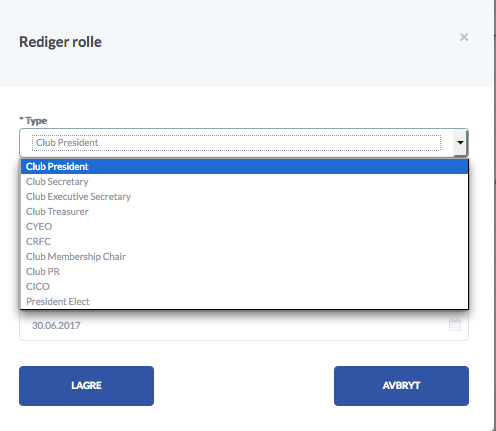 Rediger rolle
×
* Type
Club President
Club President
Club Secretary
Club Executive Secretary
Club Treasurer
CYEO
CRFC
Club Membership Chair
Club PR
CICO
President Elect
30.06.2017
LAGRE
AVBRYT